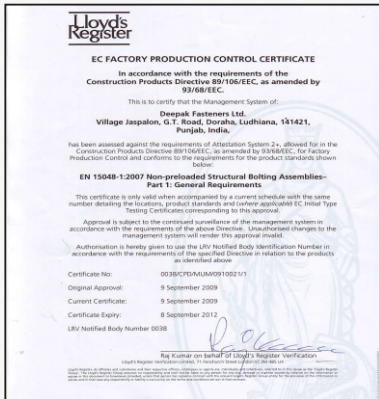 Lloyd's
Register
EC FACTORY PRODUCTION CONTROL CERTIFICATE
In accordance with the requirements of the
Construction Products Directive 89/106/EEC, as amended by
93/68/EEC.
This is to certify that the Management System of:
Deepak Fasteners Ltd.
Village Jaspalon, G.T. Road, Doraha, Ludhiana, 141421,
Punjab, India,
has been assessed against the requirements of Attestation System 2+, allowed for in the
Construction Products Directive 89/106/EEC, as amended by 93/68/EEC, for Factory
Production Control and conforms to the requirements for the product standards shown
below:
EN 15048-1:2007 Non-preloaded Structural Bolting Assemblies–
Part 1: General Requirements
This certificate is only valid when accompanied by a current schedule with the same
number detailing the locations, product standards and (where applicable) EC Initial Type
Testing Certificates corresponding to this approval.
Approval is subject to the continued surveillance of the management system in
accordance with the requirements of the above Directive. Unauthorised changes to the
management system will render this approval invalid.
Authorisation is hereby given to use the LRV Notified Body Identification Number in
accordance with the requirements of the specified Directive in relation to the products
as identified above
Certificate No: 0038/CPD/MUM/0910021/1
Original Approval: 9 September 2009
Current Certificate: 9 September 2009
Certificate Expiry: 8 September 2012
LRV Notified Body Number 0038
Raj Kumar on behalf of Lloyd's Register Verification
Lloyd's Register Verification Limited, 71 Fenchurch Street London EC3M 4BS UK